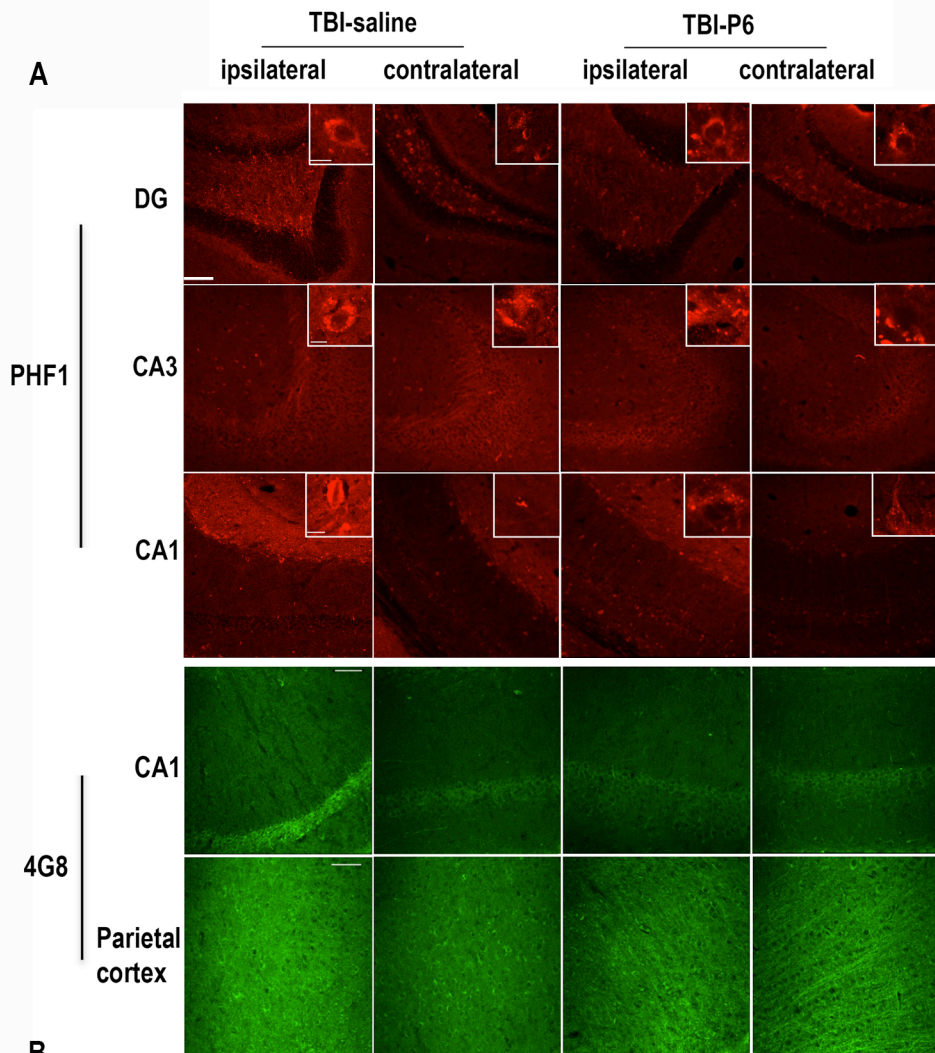 TBI-saline TBI-P6
A ipsilateral contralateral ipsilateral contralateral
DG
PHF1
CA3
CA1
CA1
4G8
Parietal
cortex
B